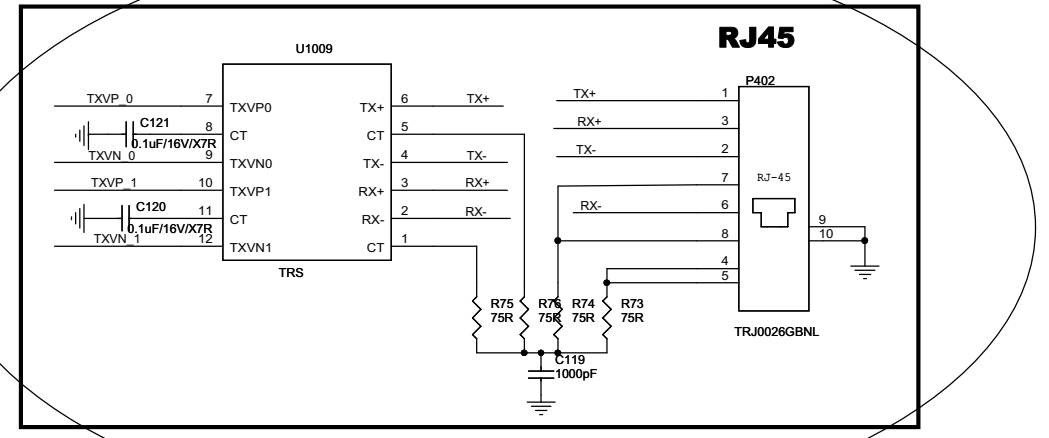 RJ45
U1009
P402
TXVP_0 7 TXVP0 TX+ 6 TX+
C121 8 CT CT 5
0.1uF/16V/X7R
TXVN_0 9 TXVN0 TX- 4 TX-
TXVP_1 10 TXVP1 RX+ 3 RX+
C120 11 CT RX- 2 RX-
0.1uF/16V/X7R
TXVN_1 12 TXVN1 CT 1
TRS
TX+ 1
RX+ 3
TX- 2
7 RJ-45
RX- 6
9
8 10
4
5
R75 R76 R74 R73
75R 75R 75R 75R
TRJ0026GBNL
C119
1000pF